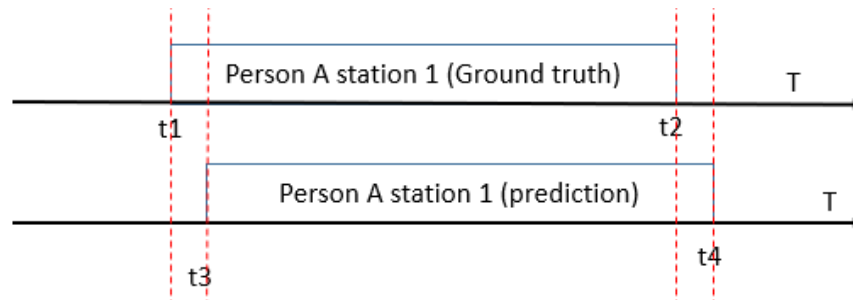 Person A station 1 (Ground truth)
T
t1
t2
Person A station 1 (prediction)
T
t3
t4